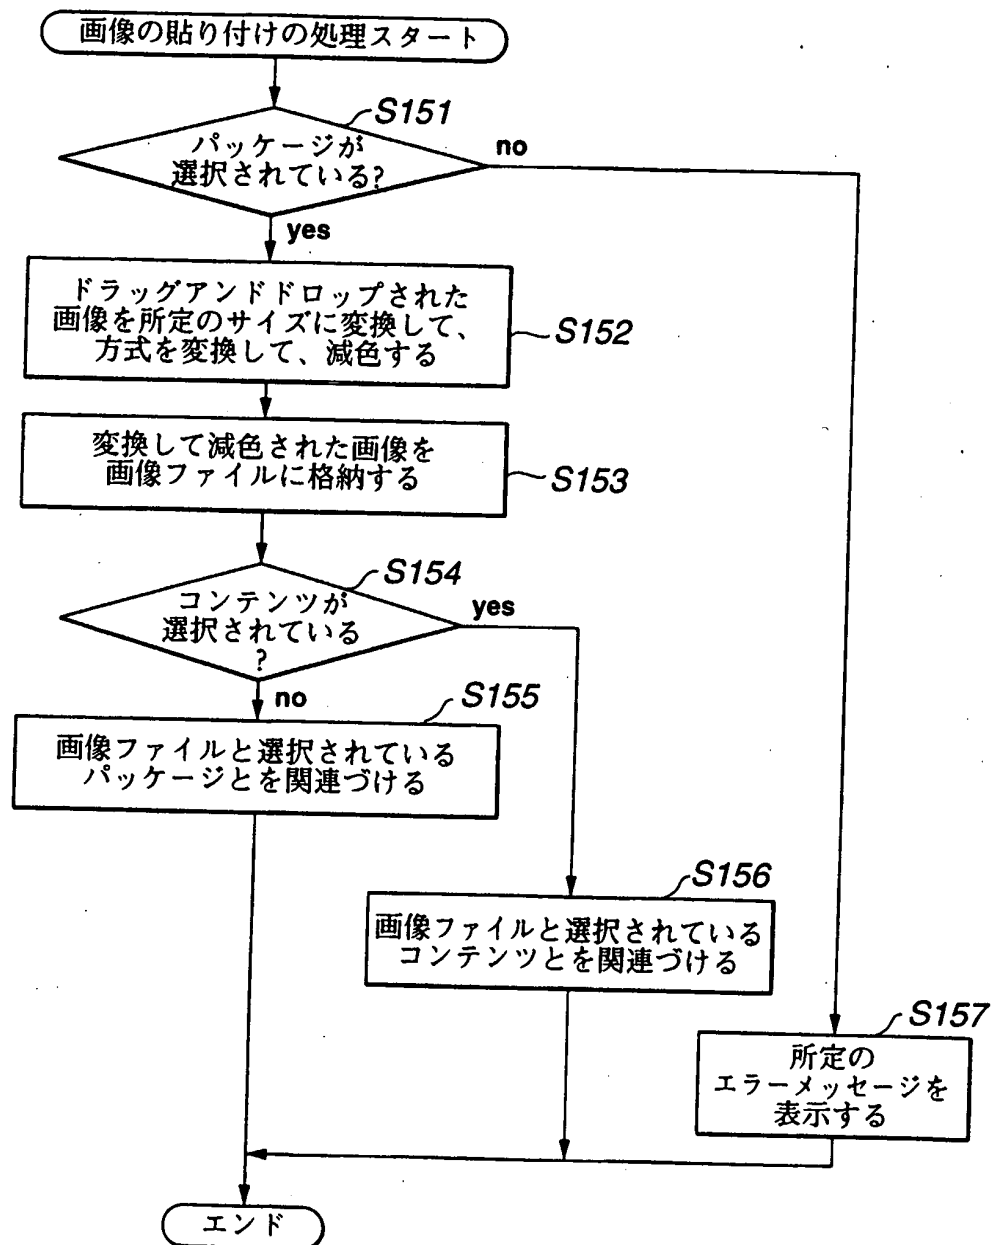 画像の貼り付けの処理スタート
S151
パッケージが
選択されている?
no
yes
ドラッグアンドドロップされた
画像を所定のサイズに変換して、
方式を変換して、減色する
S152
変換して減色された画像を
画像ファイルに格納する
S153
S154
コンテンツが
選択されている
?
yes
no
S155
画像ファイルと選択されている
パッケージとを関連づける
S156
画像ファイルと選択されている
コンテンツとを関連づける
S157
所定の
エラーメッセージを
表示する
エンド